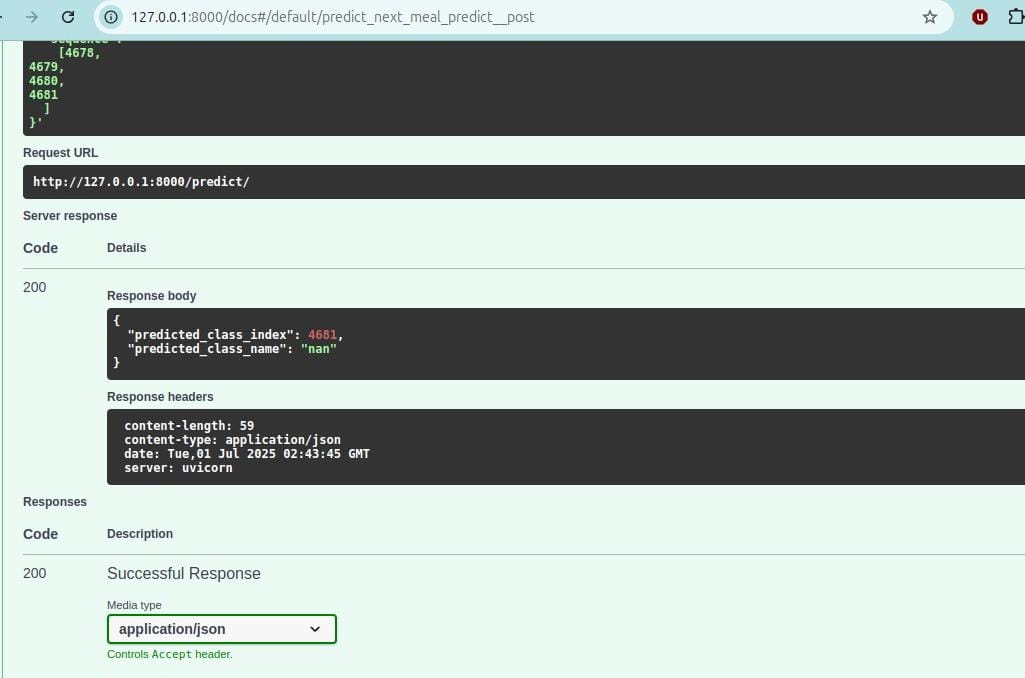 127.0.0.1:8000/docs#/default/predict_next_meal_predict__post
"sequence":
[4678,
4679,
4680,
4681
]
}'
Request URL
http://127.0.0.1:8000/predict/
Server response
Code Details
200
Response body
{
"predicted_class_index": 4681,
"predicted_class_name": "nan"
}
Response headers
content-length: 59
content-type: application/json
date: Tue,01 Jul 2025 02:43:45 GMT
server: uvicorn
Responses
Code Description
200 Successful Response
Media type
application/json
Controls Accept header.